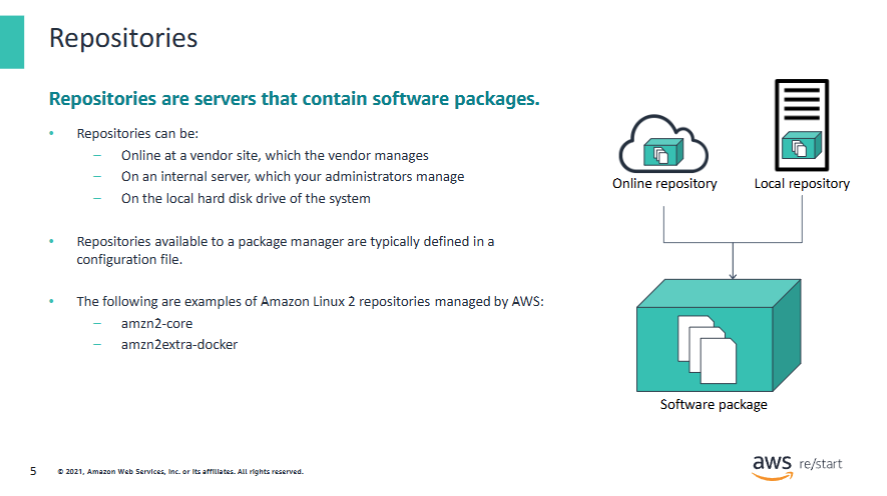 Repositories
Repositories are servers that contain software packages.
• Repositories can be:
– Online at a vendor site, which the vendor manages
– On an internal server, which your administrators manage
– On the local hard disk drive of the system
• Repositories available to a package manager are typically defined in a
configuration file.
• The following are examples of Amazon Linux 2 repositories managed by AWS:
– amzn2-core
– amzn2extra-docker
Online repository
Local repository
Software package
5
© 2021, Amazon Web Services, Inc. or its affiliates. All rights reserved.
aws re/start